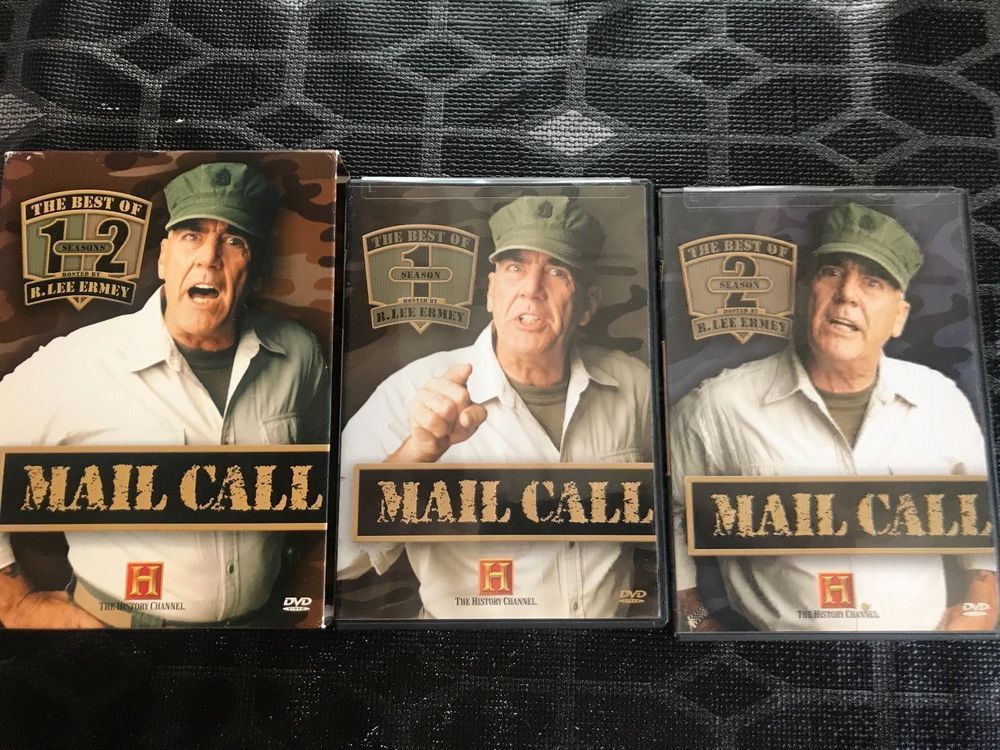 THE BEST OF
1 2
SEASONS
HOSTED BY
R. LEE ERMEY
MAIL CALL
H
THE HISTORY CHANNEL.
DVD
VIDEO
THE BEST OF
1
SEASON
HOSTED BY
R. LEE ERMEY
MAIL CALL
H
THE HISTORY CHANNEL.
DVD
VIDEO
THE BEST OF
2
SEASON
HOSTED BY
R. LEE ERMEY
MAIL CALL
H
THE HISTORY CHANNEL.
DVD